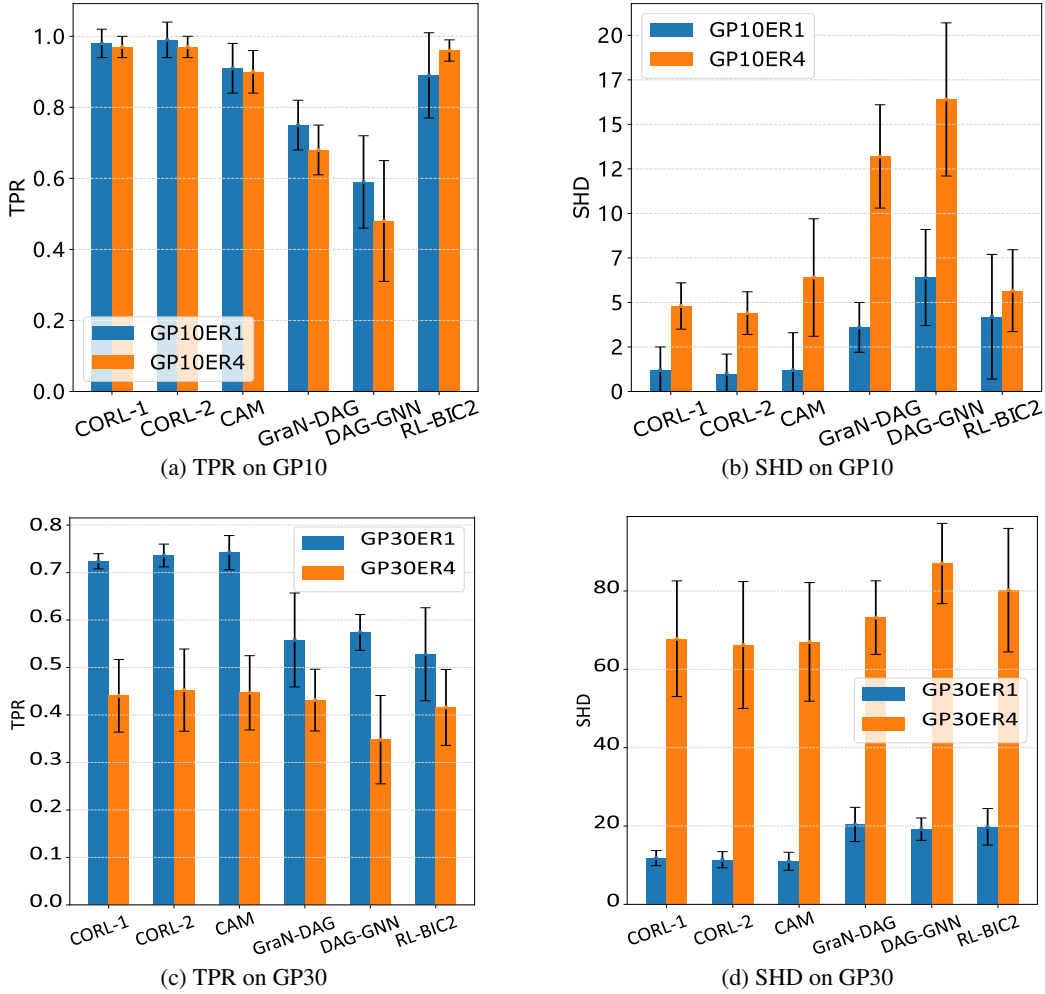 1.0
0.8
0.6
0.4
0.2
0.0
TPR
GP10ER1
GP10ER4
CORL-1
CORL-2
CAM
GraN-DAG
DAG-GNN
RL-BIC2
(a) TPR on GP10
20
17
15
12
10
7
5
2
0
SHD
GP10ER1
GP10ER4
CORL-1
CORL-2
CAM
GraN-DAG
DAG-GNN
RL-BIC2
(b) SHD on GP10
0.8
0.7
0.6
0.5
0.4
0.3
0.2
0.1
0.0
TPR
GP30ER1
GP30ER4
CORL-1
CORL-2
CAM
GraN-DAG
DAG-GNN
RL-BIC2
(c) TPR on GP30
80
60
40
20
0
SHD
GP30ER1
GP30ER4
CORL-1
CORL-2
CAM
GraN-DAG
DAG-GNN
RL-BIC2
(d) SHD on GP30